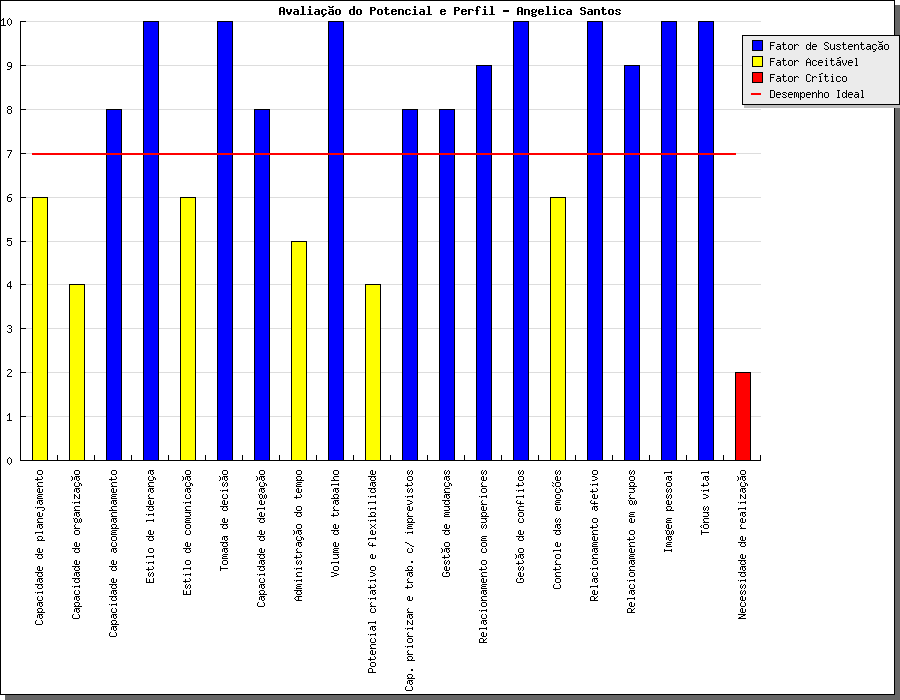 Avaliação do Potencial e Perfil - Angelica Santos
Fator de Sustentação
Fator Aceitável
Fator Crítico
Desempenho Ideal
10
9
8
7
6
5
4
3
2
1
0
Capacidade de planejamento
Capacidade de organização
Capacidade de acompanhamento
Estilo de liderança
Estilo de comunicação
Tomada de decisão
Capacidade de delegação
Administração do tempo
Volume de trabalho
Potencial criativo e flexibilidade
Cap. priorizar e trab. c/ imprevistos
Gestão de mudanças
Relacionamento com superiores
Gestão de conflitos
Controle das emoções
Relacionamento afetivo
Relacionamento em grupos
Imagem pessoal
Tônus vital
Necessidade de realização